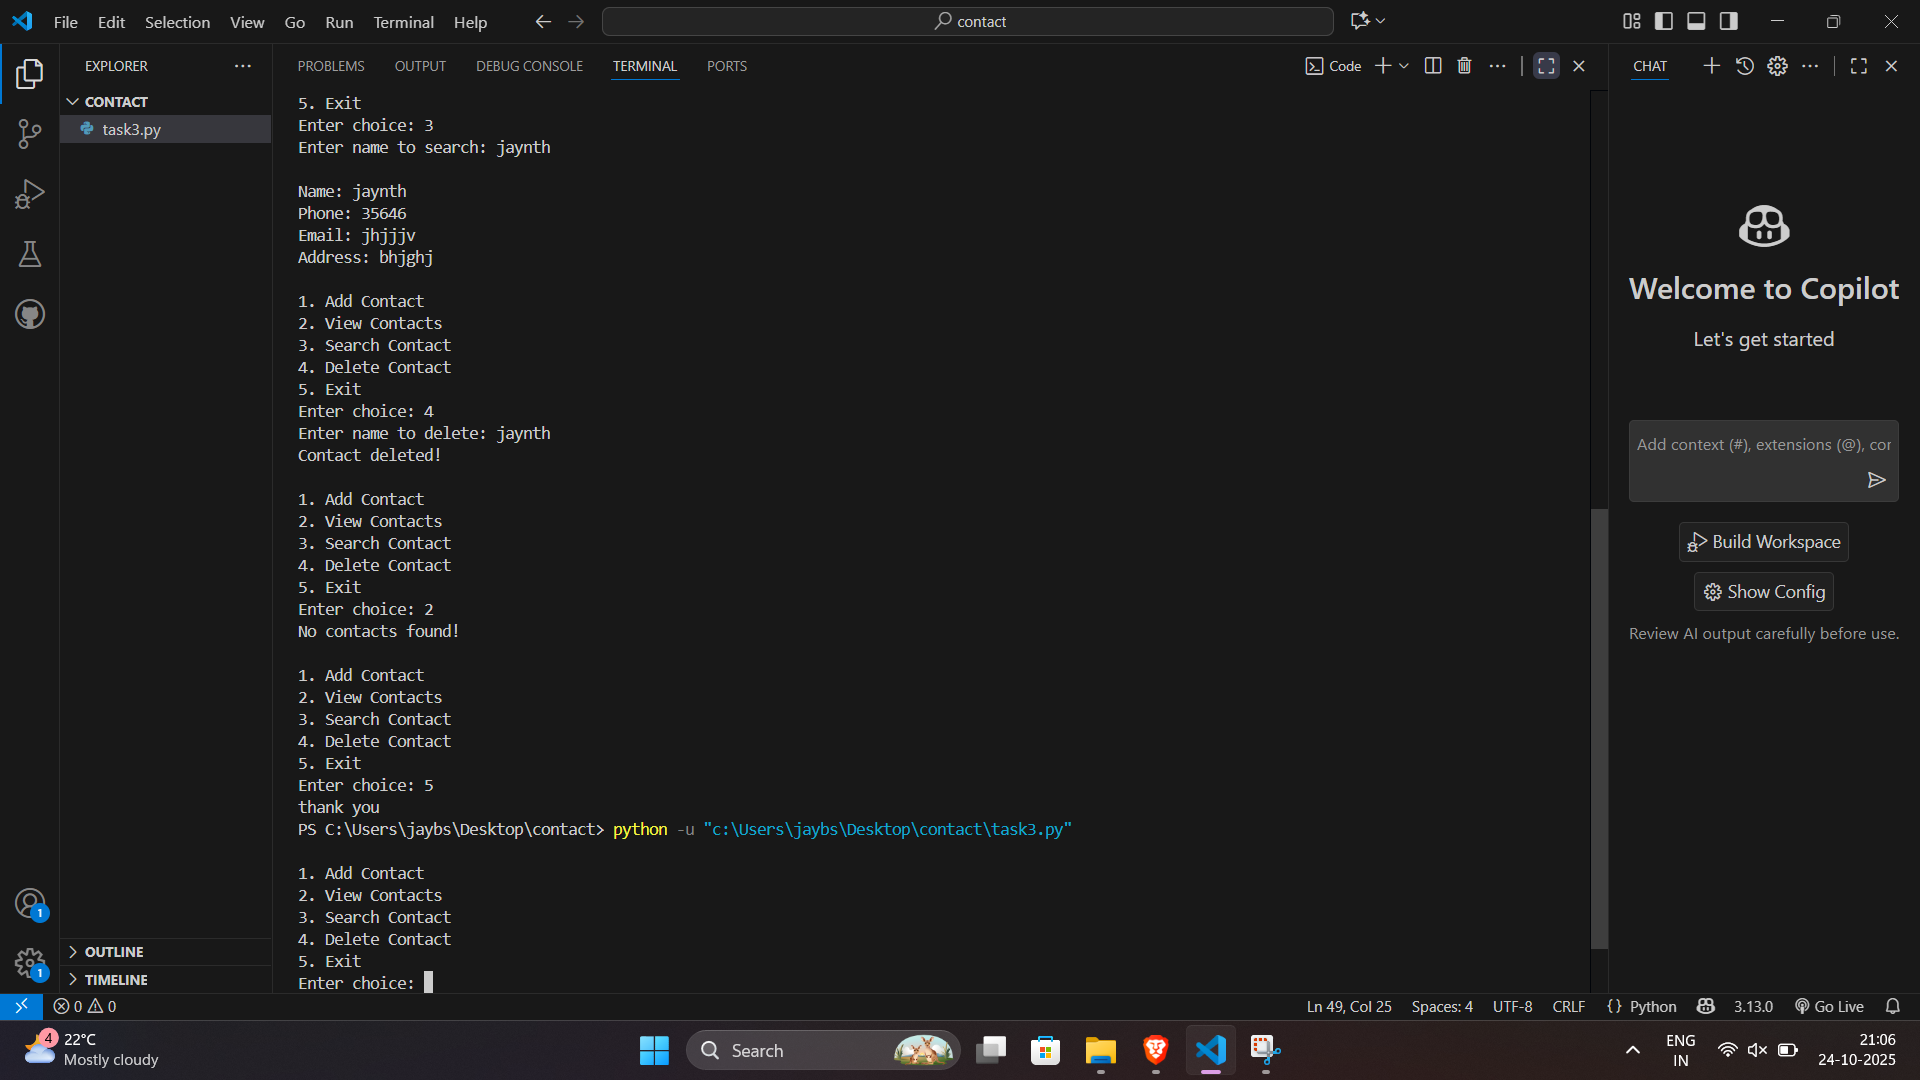 File Edit Selection View Go Run Terminal Help
contact
EXPLORER
CONTACT
task3.py
OUTLINE
TIMELINE
PROBLEMS OUTPUT DEBUG CONSOLE TERMINAL PORTS
Code
5. Exit
Enter choice: 3
Enter name to search: jaynth
Name: jaynth
Phone: 35646
Email: jhjjjv
Address: bhjghj
1. Add Contact
2. View Contacts
3. Search Contact
4. Delete Contact
5. Exit
Enter choice: 4
Enter name to delete: jaynth
Contact deleted!
1. Add Contact
2. View Contacts
3. Search Contact
4. Delete Contact
5. Exit
Enter choice: 2
No contacts found!
1. Add Contact
2. View Contacts
3. Search Contact
4. Delete Contact
5. Exit
Enter choice: 5
thank you
PS C:\Users\jaybs\Desktop\contact> python -u "c:\Users\jaybs\Desktop\contact\task3.py"
1. Add Contact
2. View Contacts
3. Search Contact
4. Delete Contact
5. Exit
Enter choice:
CHAT
Welcome to Copilot
Let's get started
Add context (#), extensions (@), cor
Build Workspace
Show Config
Review AI output carefully before use.
1
1
0 0
Ln 49, Col 25 Spaces: 4 UTF-8 CRLF {} Python 3.13.0 Go Live
4
22°C
Mostly cloudy
Search
ENG
IN
21:06
24-10-2025